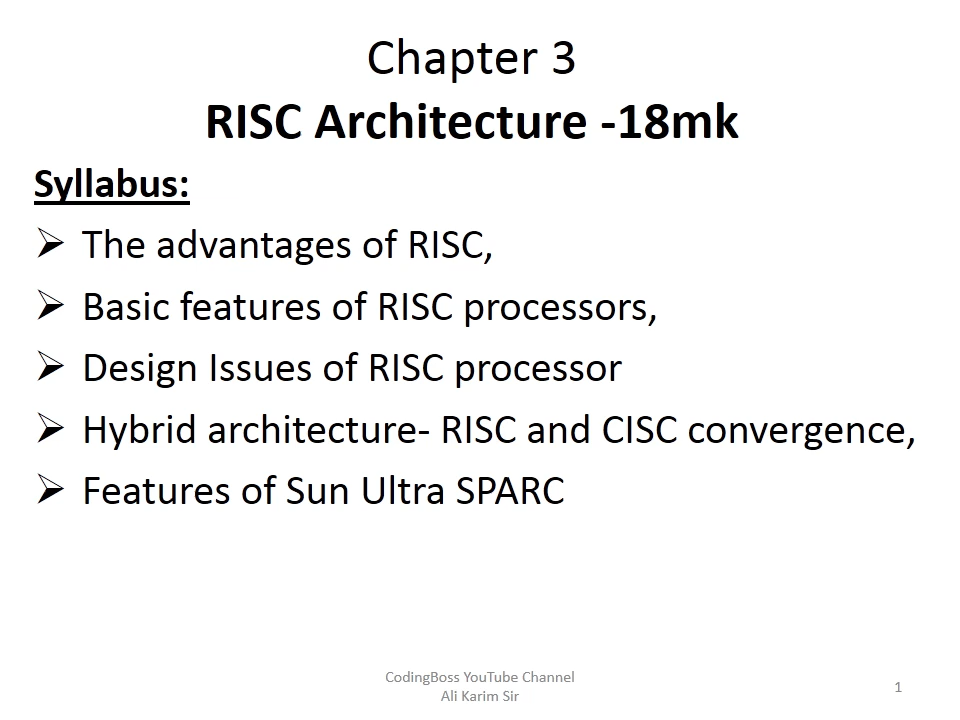 Chapter 3
RISC Architecture -18mk
Syllabus:
➢ The advantages of RISC,
➢ Basic features of RISC processors,
➢ Design Issues of RISC processor
➢ Hybrid architecture- RISC and CISC convergence,
➢ Features of Sun Ultra SPARC
CodingBoss YouTube Channel
Ali Karim Sir
1